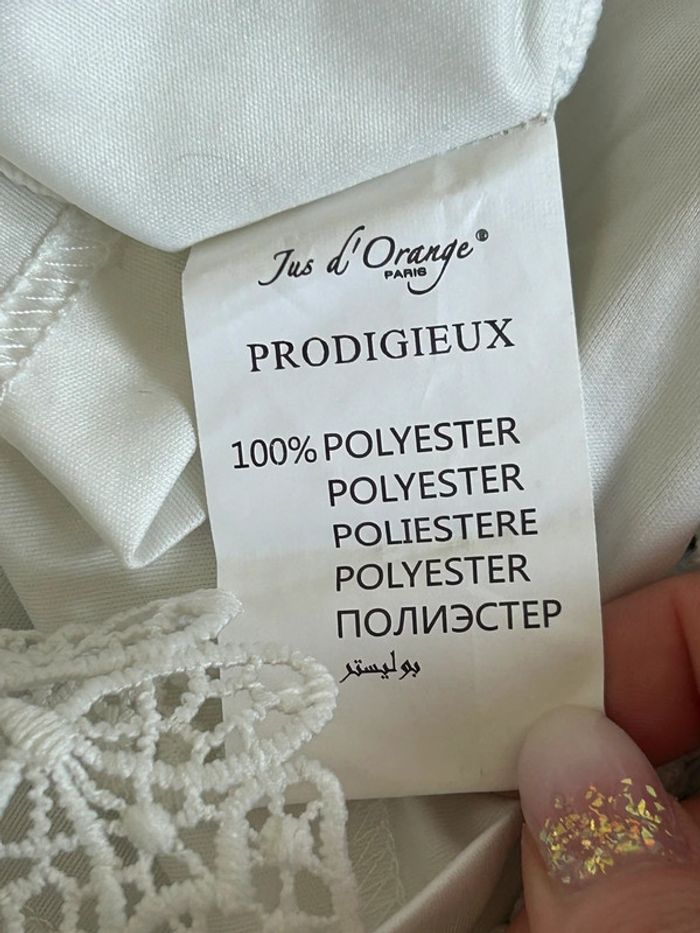 Jus d'Orange®
PARIS
PRODIGIEUX
100% POLYESTER
POLYESTER
POLIESTERE
POLYESTER
ПОЛИЭСТЕР
بوليستر